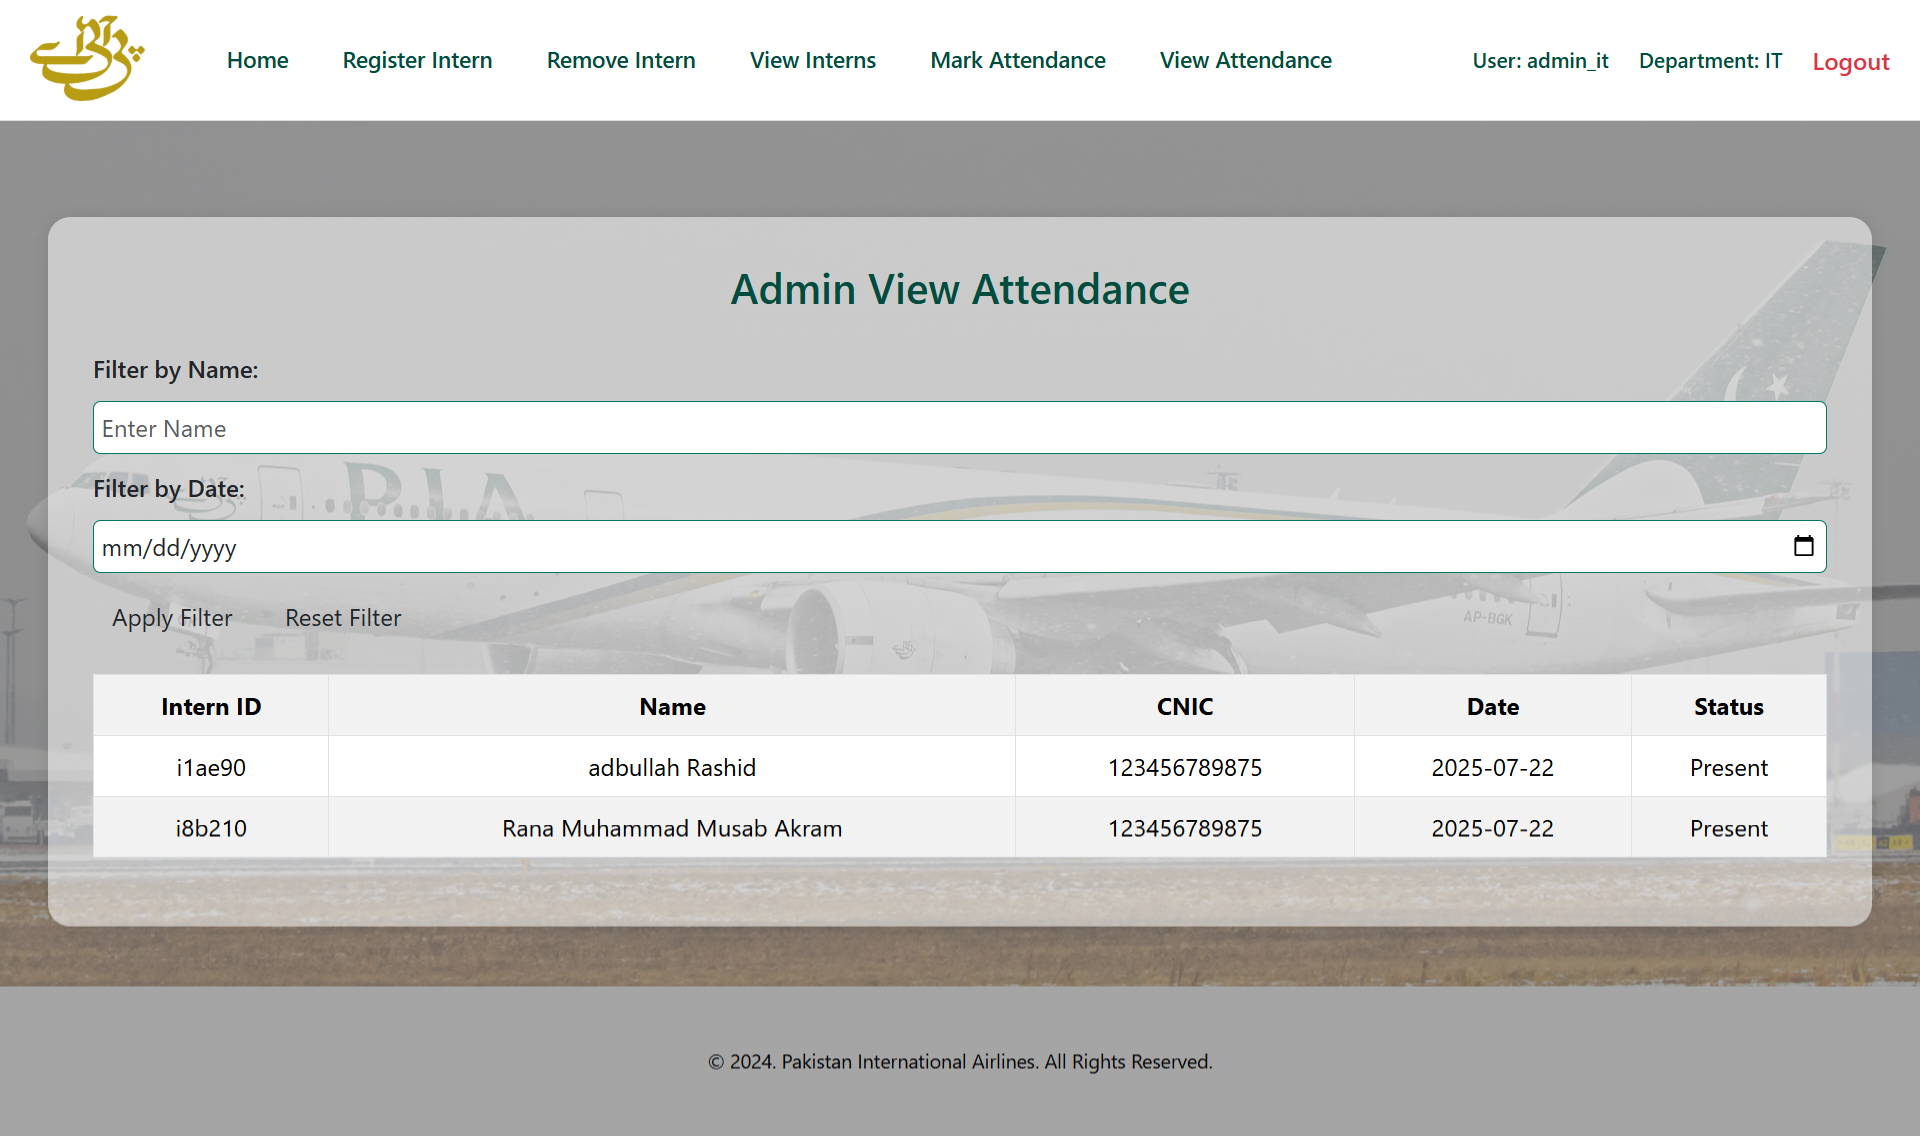 Home Register Intern Remove Intern View Interns Mark Attendance View Attendance User: admin_it Department: IT Logout
Admin View Attendance
Filter by Name:
Enter Name
PIA
Filter by Date:
mm/dd/yyyy
Apply Filter Reset Filter
AP-BGK
Intern ID Name CNIC Date Status
i1ae90 adbullah Rashid 123456789875 2025-07-22 Present
i8b210 Rana Muhammad Musab Akram 123456789875 2025-07-22 Present
© 2024. Pakistan International Airlines. All Rights Reserved.